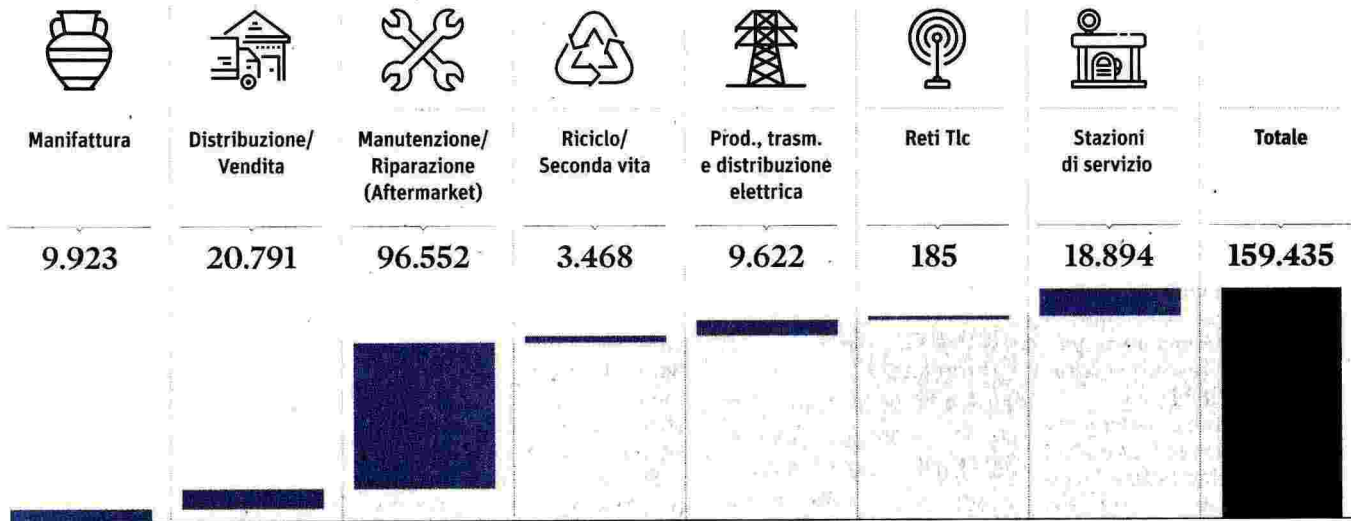 Manifattura
9.923
Distribuzione/
Vendita
20.791
Manutenzione/
Riparazione
(Aftermarket)
96.552
Riciclo/
Seconda vita
3.468
Prod., trasm.
e distribuzione
elettrica
9.622
Reti Tlc
185
Stazioni
di servizio
18.894
Totale
159.435